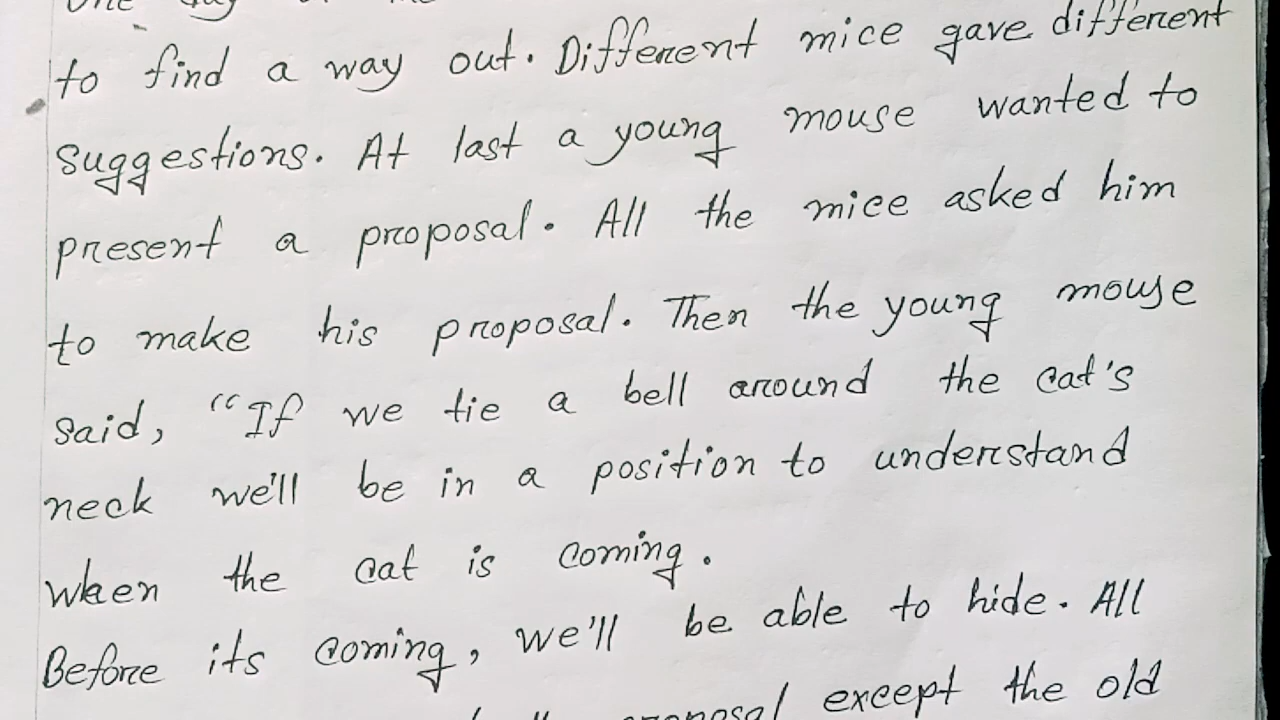 One day
to find a way out. Different mice gave different
suggestions. At last a young mouse wanted to
present a proposal. All the mice asked him
to make his proposal. Then the young mouse
said, "If we tie a bell around the cat's
neck we'll be in a position to understand
when the cat is coming.
Before its coming, we'll be able to hide. All
proposal except the old